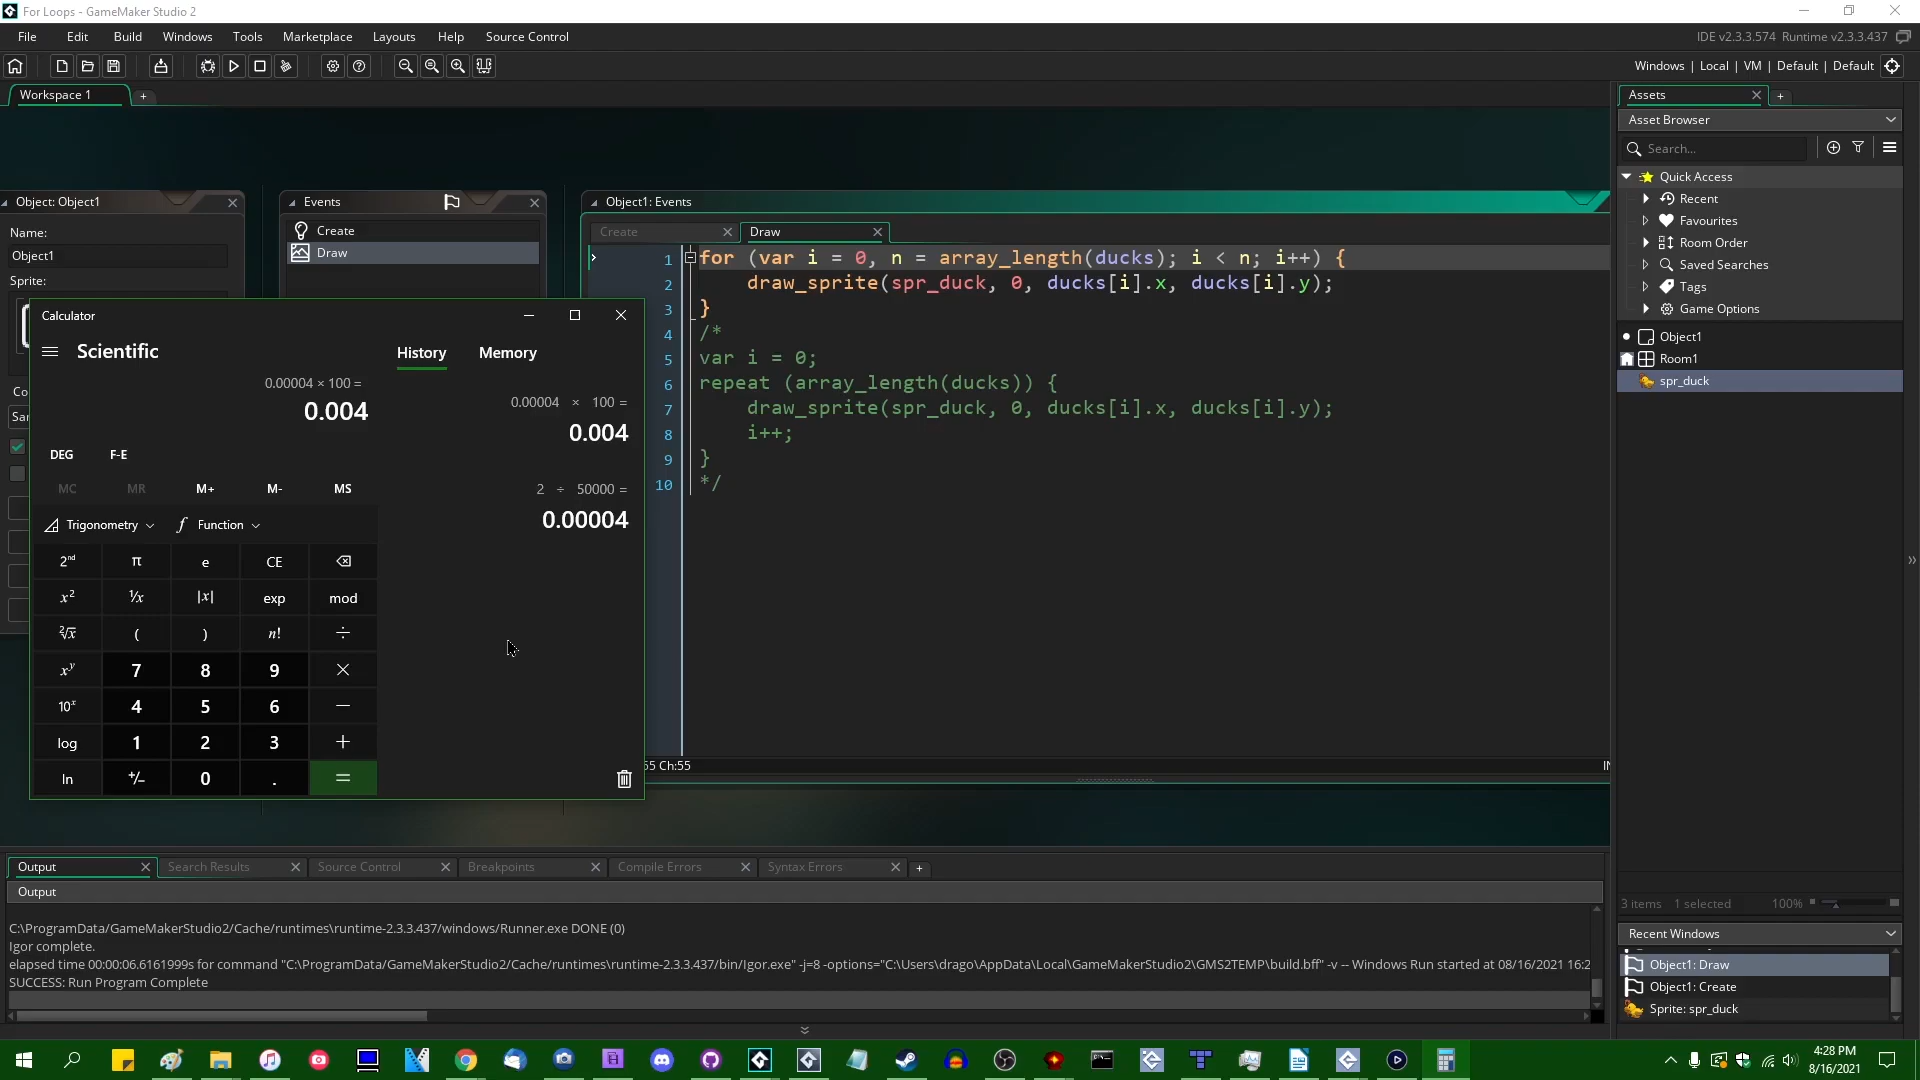 For Loops - GameMaker Studio 2
File Edit Build Windows Tools Marketplace Layouts Help Source Control
IDE v2.3.3.574 Runtime v2.3.3.437
Windows | Local | VM | Default | Default
Workspace 1
Assets
Asset Browser
Search...
Quick Access
Recent
Favourites
Room Order
Saved Searches
Tags
Game Options
Object1
Room1
spr_duck
3 items 1 selected 100%
Recent Windows
Object1: Draw
Object1: Create
Sprite: spr_duck
Object: Object1
Name:
Object1
Sprite:
Events
Create
Draw
Object1: Events
Create
Draw
1 for (var i = 0, n = array_length(ducks); i < n; i++) {
2 draw_sprite(spr_duck, 0, ducks[i].x, ducks[i].y);
3 }
4 /*
5 var i = 0;
6 repeat (array_length(ducks)) {
7 draw_sprite(spr_duck, 0, ducks[i].x, ducks[i].y);
8 i++;
9 }
10 */
55 Ch:55
Calculator
Scientific
History Memory
0.00004 × 100 =
0.004
0.00004 × 100 =
0.004
2 ÷ 50000 =
0.00004
DEG F-E
MC MR M+ M- MS
Trigonometry Function
2nd π e CE
x² ¹/x |x| exp mod
²√x ( ) n! ÷
xʸ 7 8 9 ×
10ˣ 4 5 6 −
log 1 2 3 +
ln +/− 0 . =
Output Search Results Source Control Breakpoints Compile Errors Syntax Errors
Output
C:\ProgramData/GameMakerStudio2/Cache/runtimes\runtime-2.3.3.437/windows/Runner.exe DONE (0)
Igor complete.
elapsed time 00:00:06.6161999s for command "C:\ProgramData/GameMakerStudio2/Cache/runtimes\runtime-2.3.3.437/bin/Igor.exe" -j=8 -options="C:\Users\drago\AppData\Local\GameMakerStudio2\GMS2TEMP\build.bff" -v -- Windows Run started at 08/16/2021 16:2
SUCCESS: Run Program Complete
4:28 PM
8/16/2021